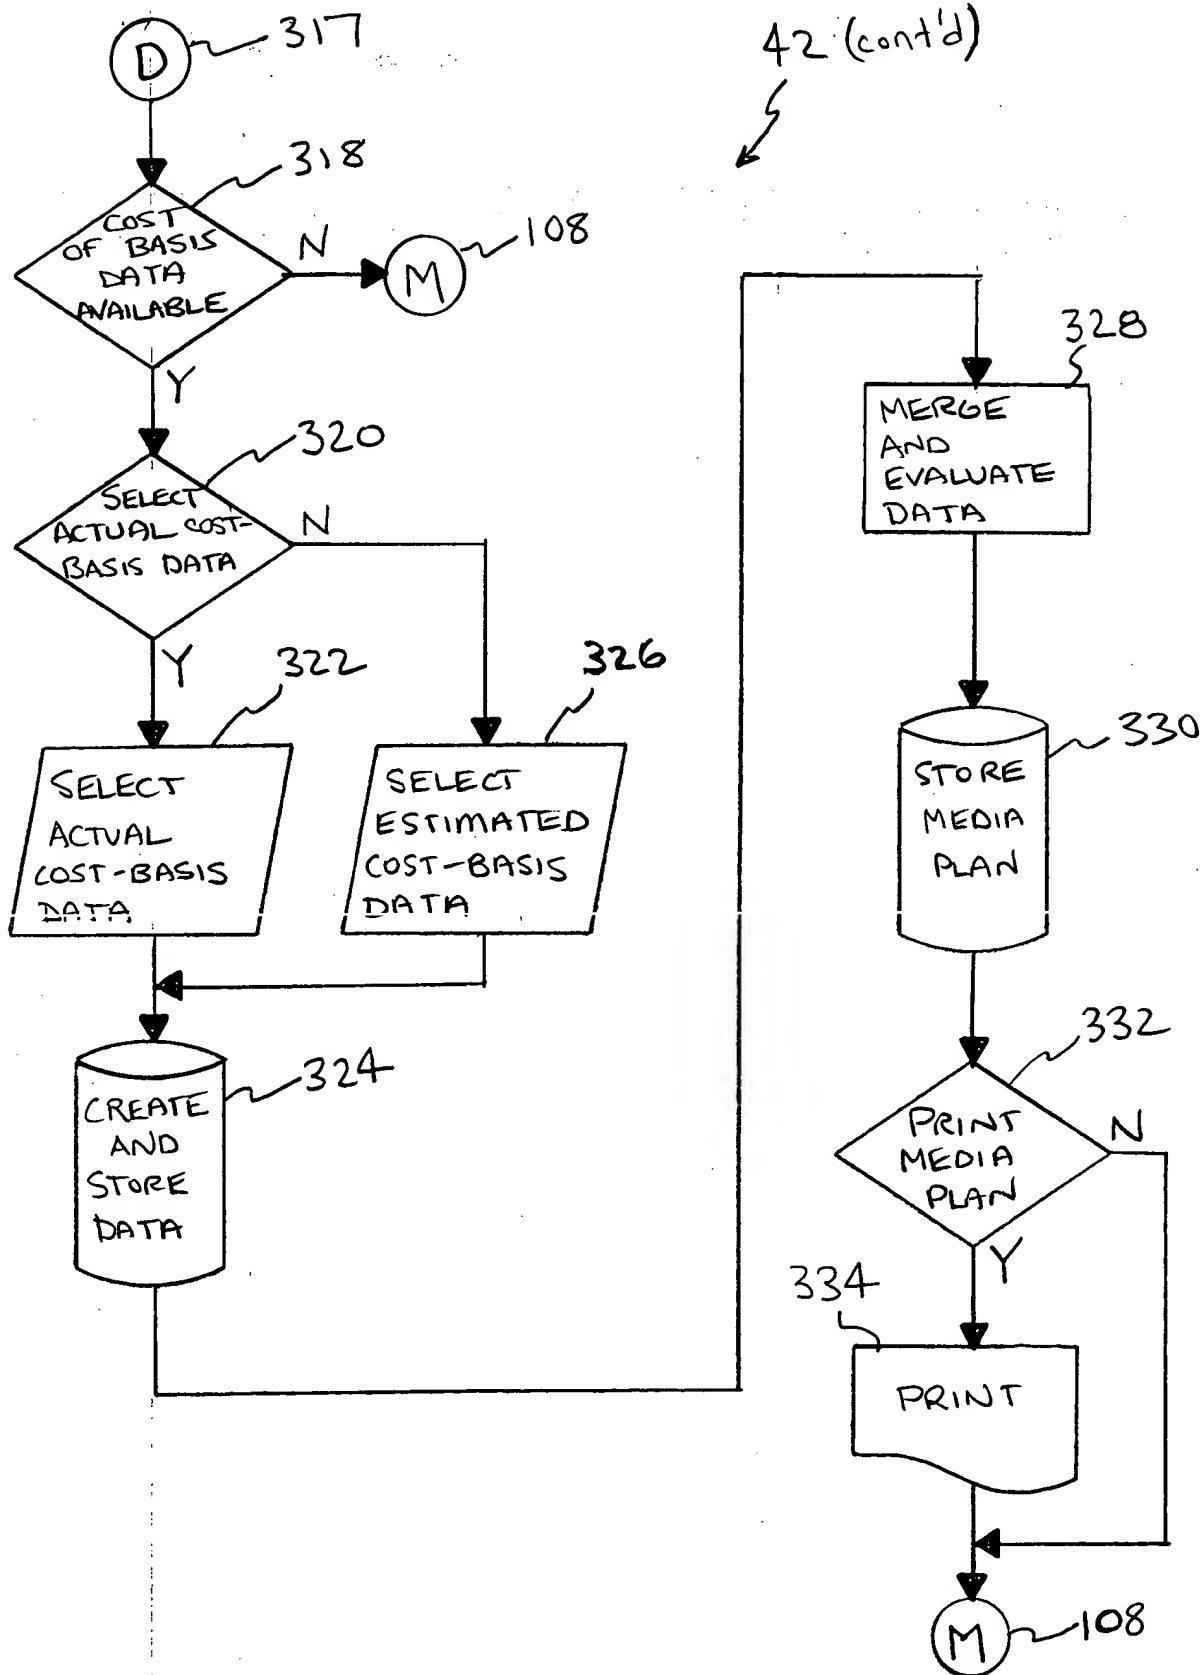 D
317
42 (cont'd)
318
COST
OF BASIS
DATA
AVAILABLE
N
M
108
Y
320
SELECT
ACTUAL COST-
BASIS DATA
N
Y
322
SELECT
ACTUAL
COST-BASIS
DATA
326
SELECT
ESTIMATED
COST-BASIS
DATA
324
CREATE
AND
STORE
DATA
328
MERGE
AND
EVALUATE
DATA
330
STORE
MEDIA
PLAN
332
PRINT
MEDIA
PLAN
N
Y
334
PRINT
M
108